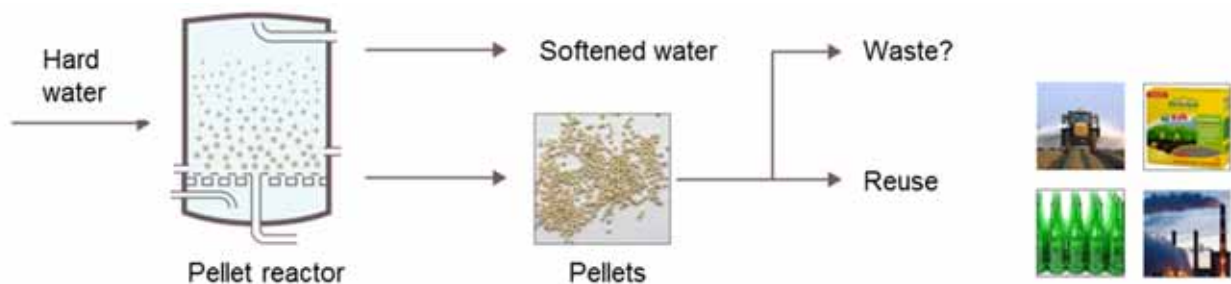 Hard
water
Softened water
Waste?
Reuse
Pellet reactor
Pellets